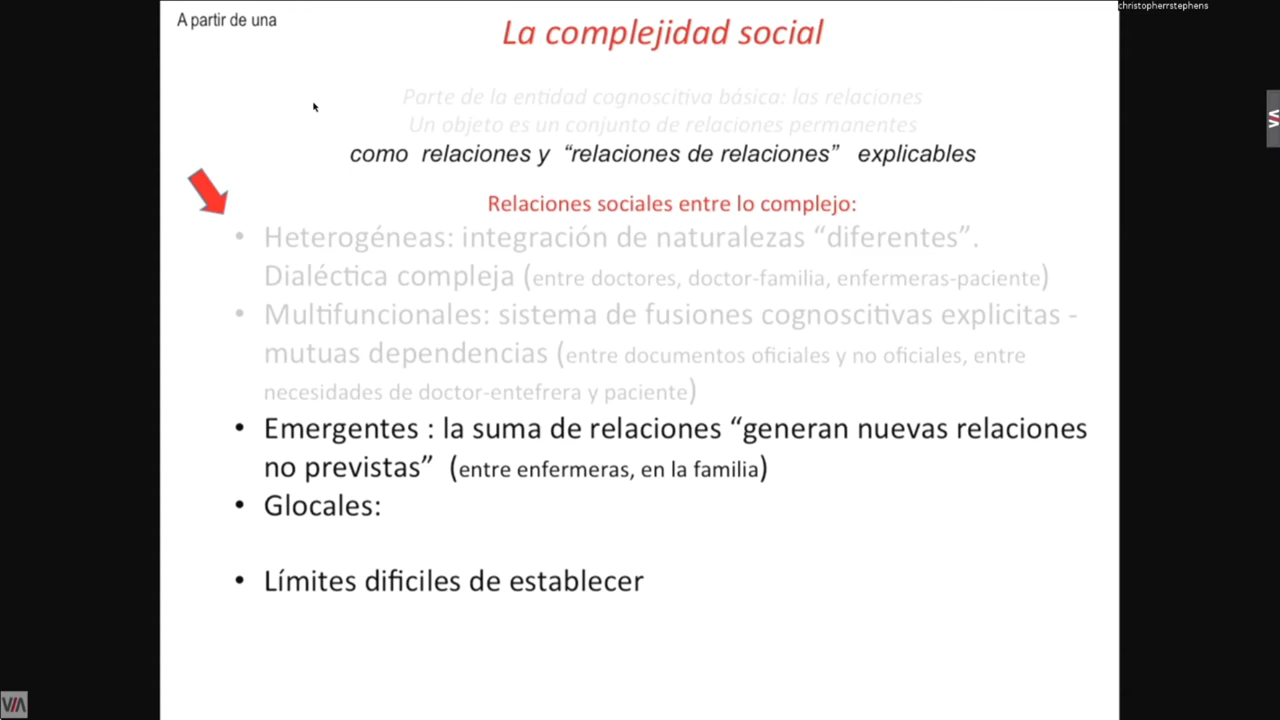 christopherrstephens
A partir de una
La complejidad social
Parte de la entidad cognoscitiva básica: las relaciones
Un objeto es un conjunto de relaciones permanentes
como relaciones y “relaciones de relaciones” explicables
Relaciones sociales entre lo complejo:
• Heterogéneas: integración de naturalezas “diferentes”.
Dialéctica compleja (entre doctores, doctor-familia, enfermeras-paciente)
• Multifuncionales: sistema de fusiones cognoscitivas explicitas -
mutuas dependencias (entre documentos oficiales y no oficiales, entre
necesidades de doctor-entefrera y paciente)
• Emergentes : la suma de relaciones “generan nuevas relaciones
no previstas” (entre enfermeras, en la familia)
• Glocales:
• Límites dificiles de establecer
VIA